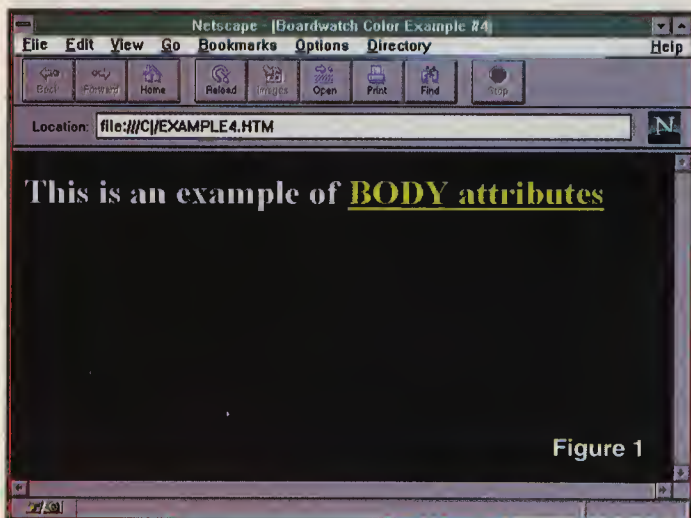 Netscape - [Boardwatch Color Example #4]
File Edit View Go Bookmarks Options Directory Help
Back Forward Home Reload Images Open Print Find Stop
Location: file:///C|/EXAMPLE4.HTM
N
This is an example of BODY attributes
Figure 1